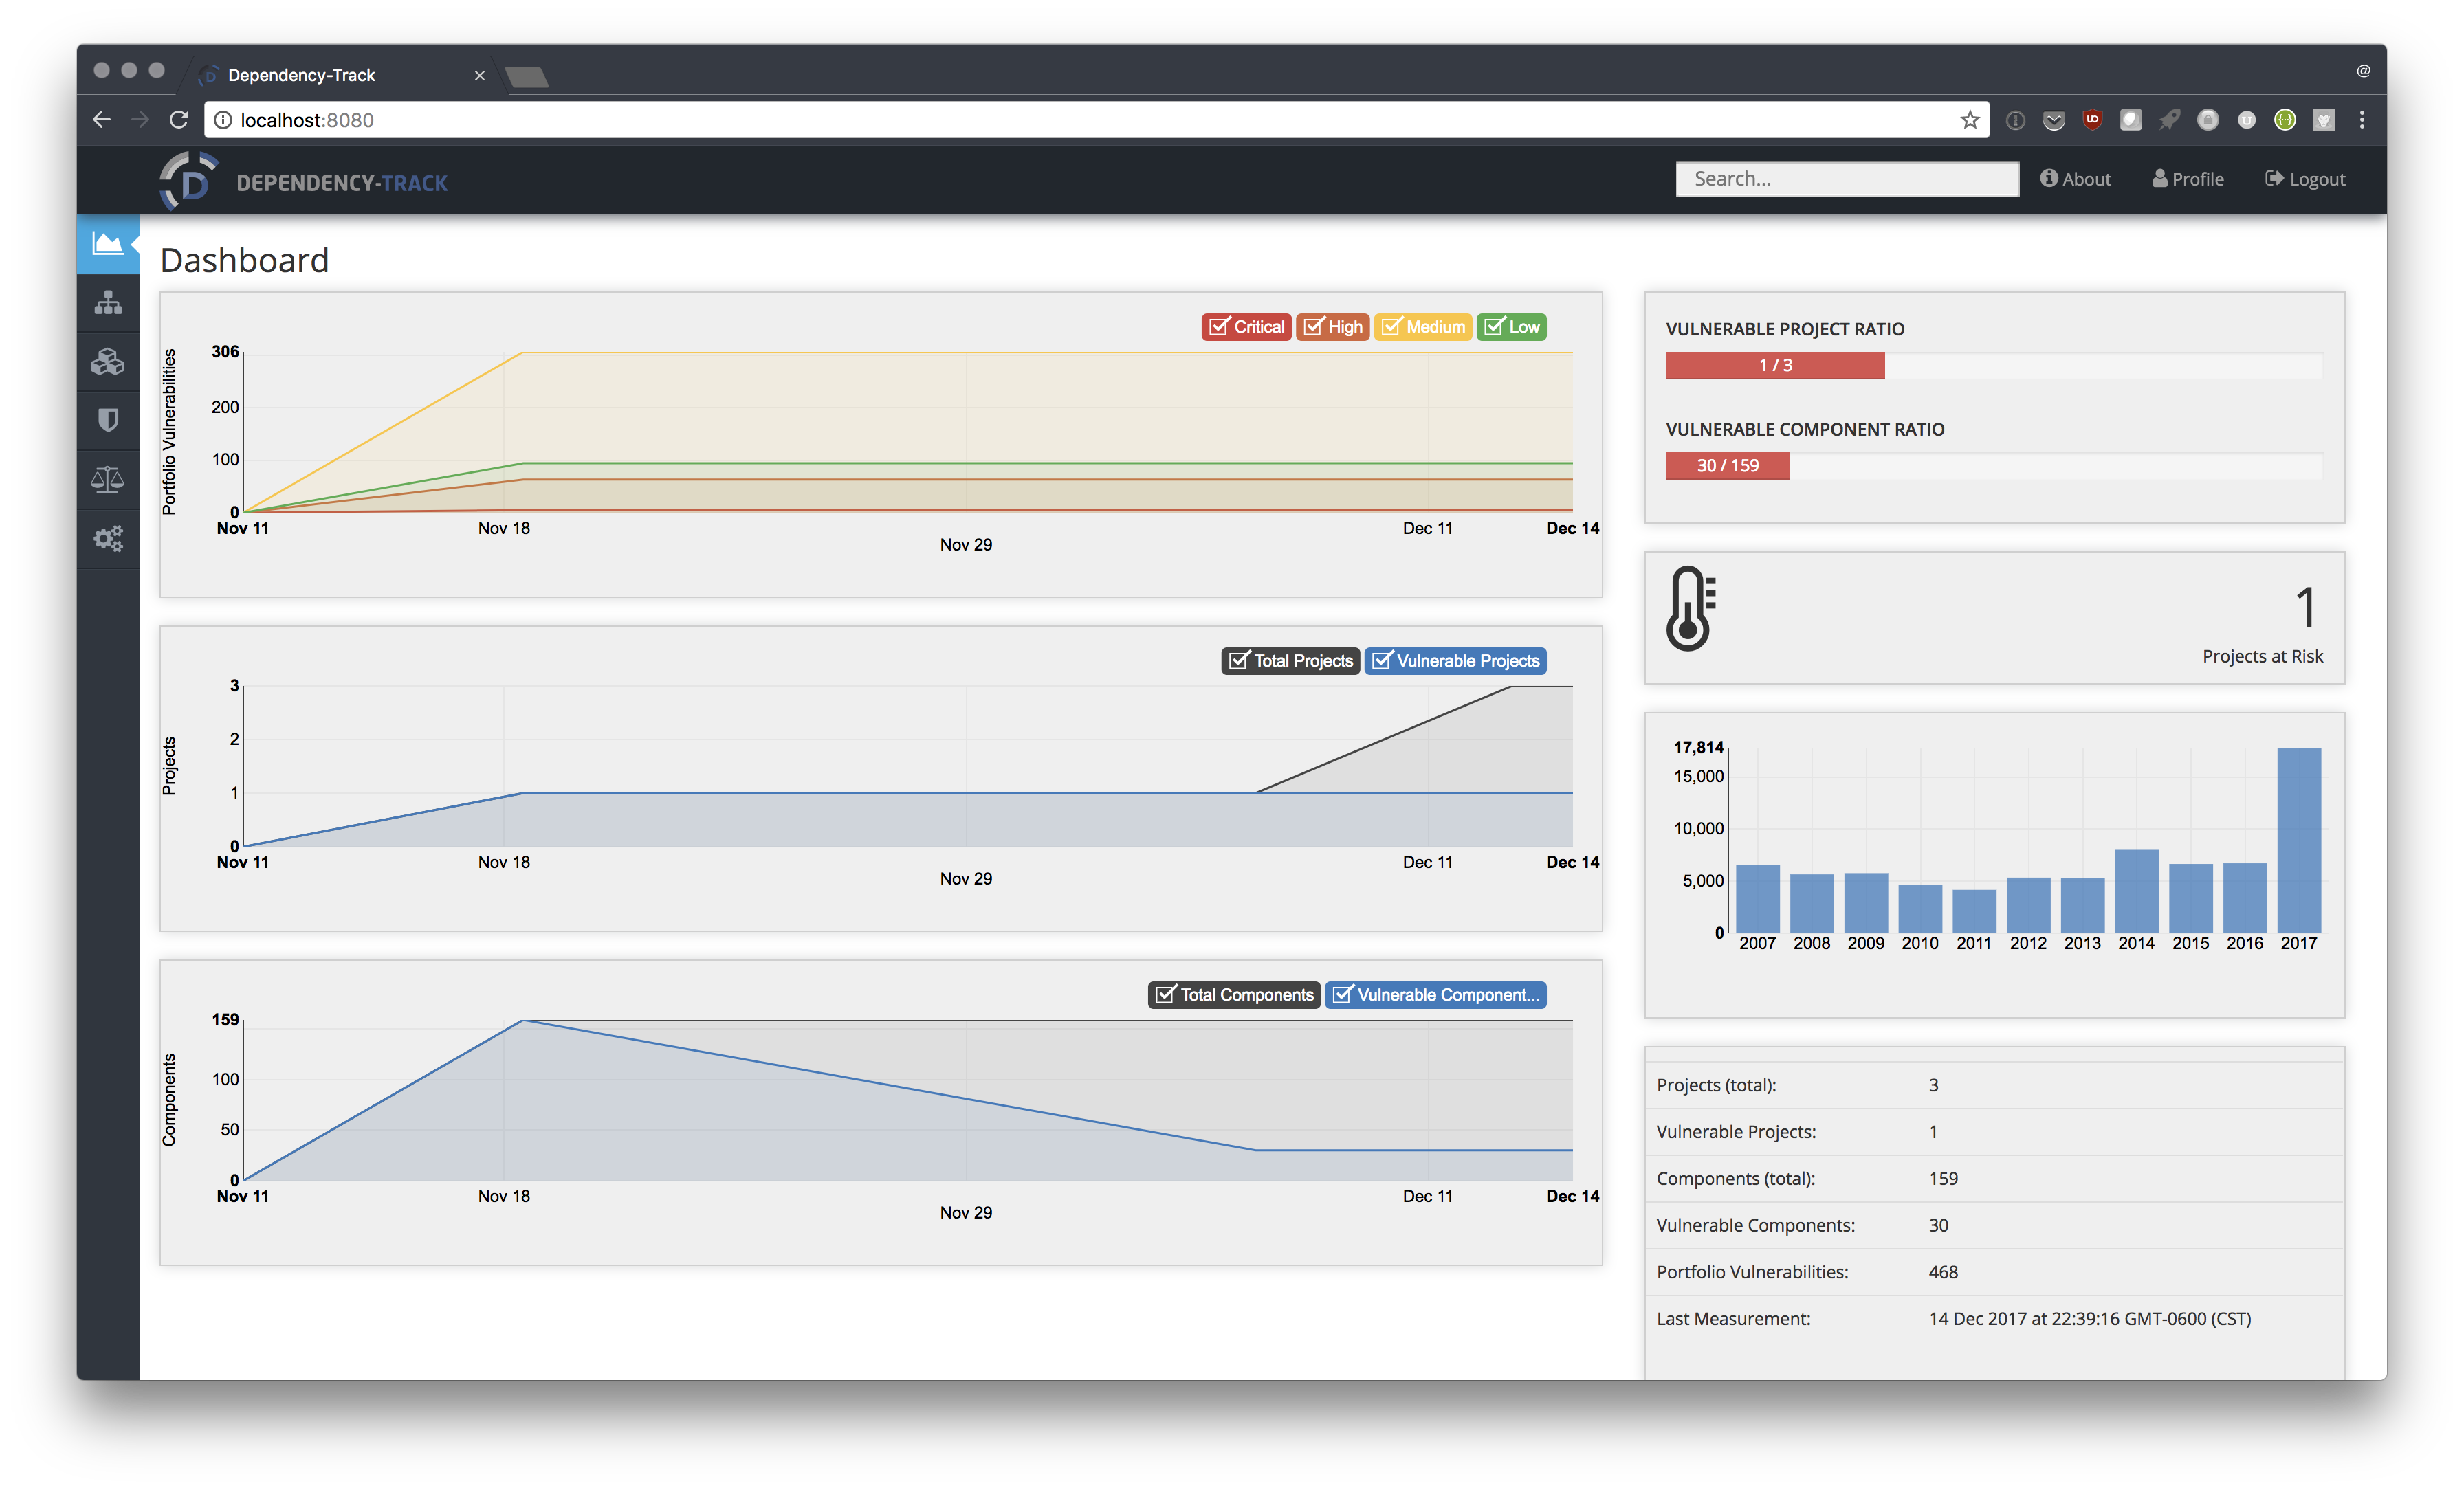 Dependency-Track
localhost:8080
DEPENDENCY-TRACK
Search...
About
Profile
Logout
Dashboard
Critical High Medium Low
Portfolio Vulnerabilities
306
200
100
0
Nov 11 Nov 18 Nov 29 Dec 11 Dec 14
Total Projects Vulnerable Projects
Projects
3
2
1
0
Nov 11 Nov 18 Nov 29 Dec 11 Dec 14
Total Components Vulnerable Component...
Components
159
100
50
0
Nov 11 Nov 18 Nov 29 Dec 11 Dec 14
VULNERABLE PROJECT RATIO
1 / 3
VULNERABLE COMPONENT RATIO
30 / 159
1
Projects at Risk
17,814
15,000
10,000
5,000
0
2007 2008 2009 2010 2011 2012 2013 2014 2015 2016 2017
Projects (total): 3
Vulnerable Projects: 1
Components (total): 159
Vulnerable Components: 30
Portfolio Vulnerabilities: 468
Last Measurement: 14 Dec 2017 at 22:39:16 GMT-0600 (CST)